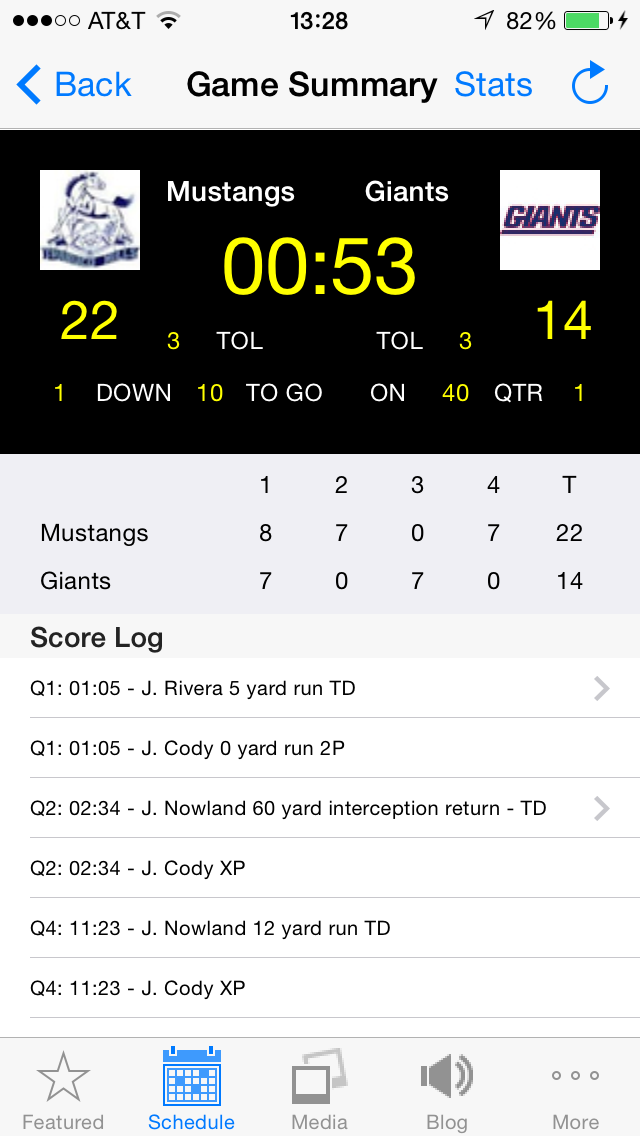 AT&T 13:28 82%
Back Game Summary Stats
Mustangs Giants
GIANTS
00:53
22 14
3 TOL TOL 3
1 DOWN 10 TO GO ON 40 QTR 1
1 2 3 4 T
Mustangs 8 7 0 7 22
Giants 7 0 7 0 14
Score Log
Q1: 01:05 - J. Rivera 5 yard run TD
Q1: 01:05 - J. Cody 0 yard run 2P
Q2: 02:34 - J. Nowland 60 yard interception return - TD
Q2: 02:34 - J. Cody XP
Q4: 11:23 - J. Nowland 12 yard run TD
Q4: 11:23 - J. Cody XP
Featured Schedule Media Blog More